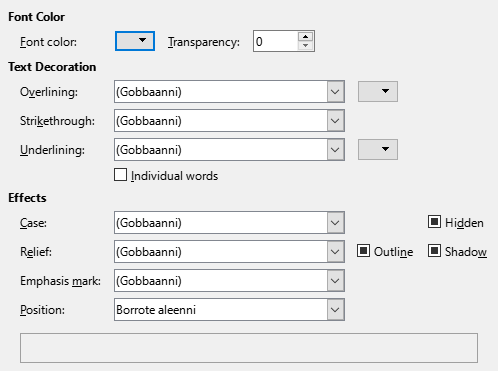 Font Color
Font color: Transparency: 0
Text Decoration
Overlining: (Gobbaanni)
Strikethrough: (Gobbaanni)
Underlining: (Gobbaanni)
Individual words
Effects
Case: (Gobbaanni) Hidden
Relief: (Gobbaanni) Outline Shadow
Emphasis mark: (Gobbaanni)
Position: Borrote aleenni